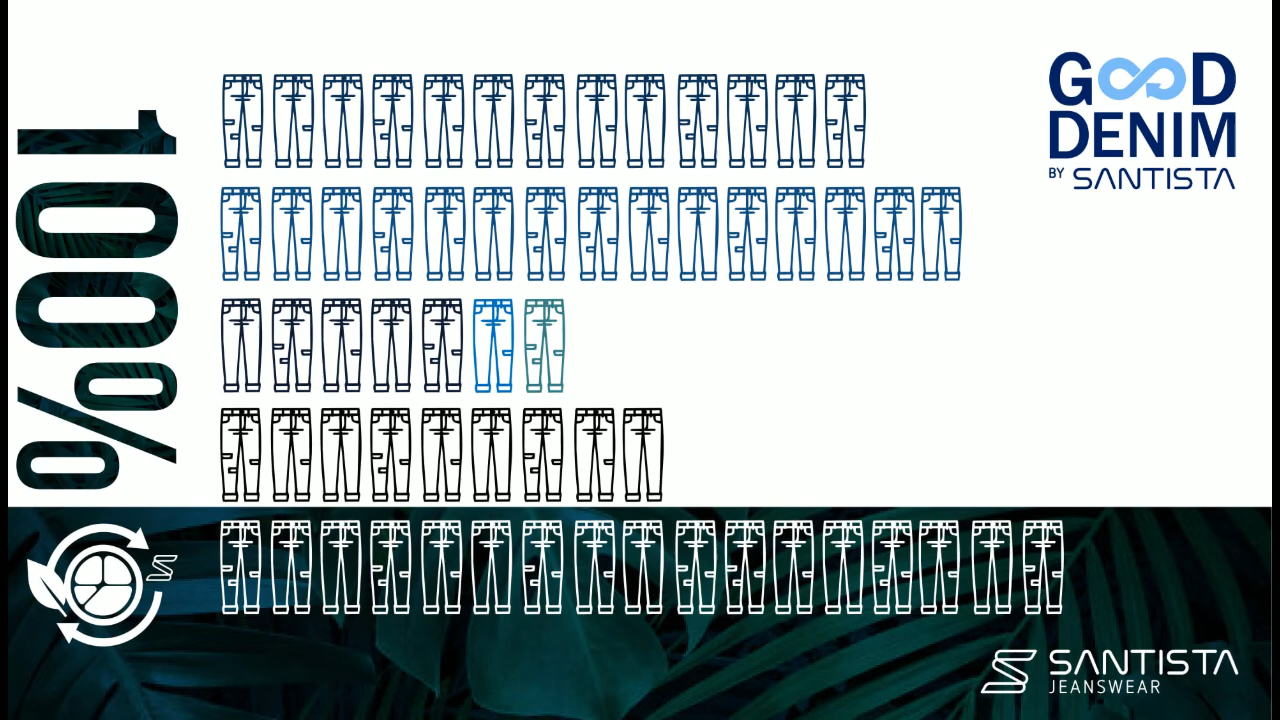 100%
GOOD
DENIM
BY SANTISTA
SANTISTA
JEANSWEAR